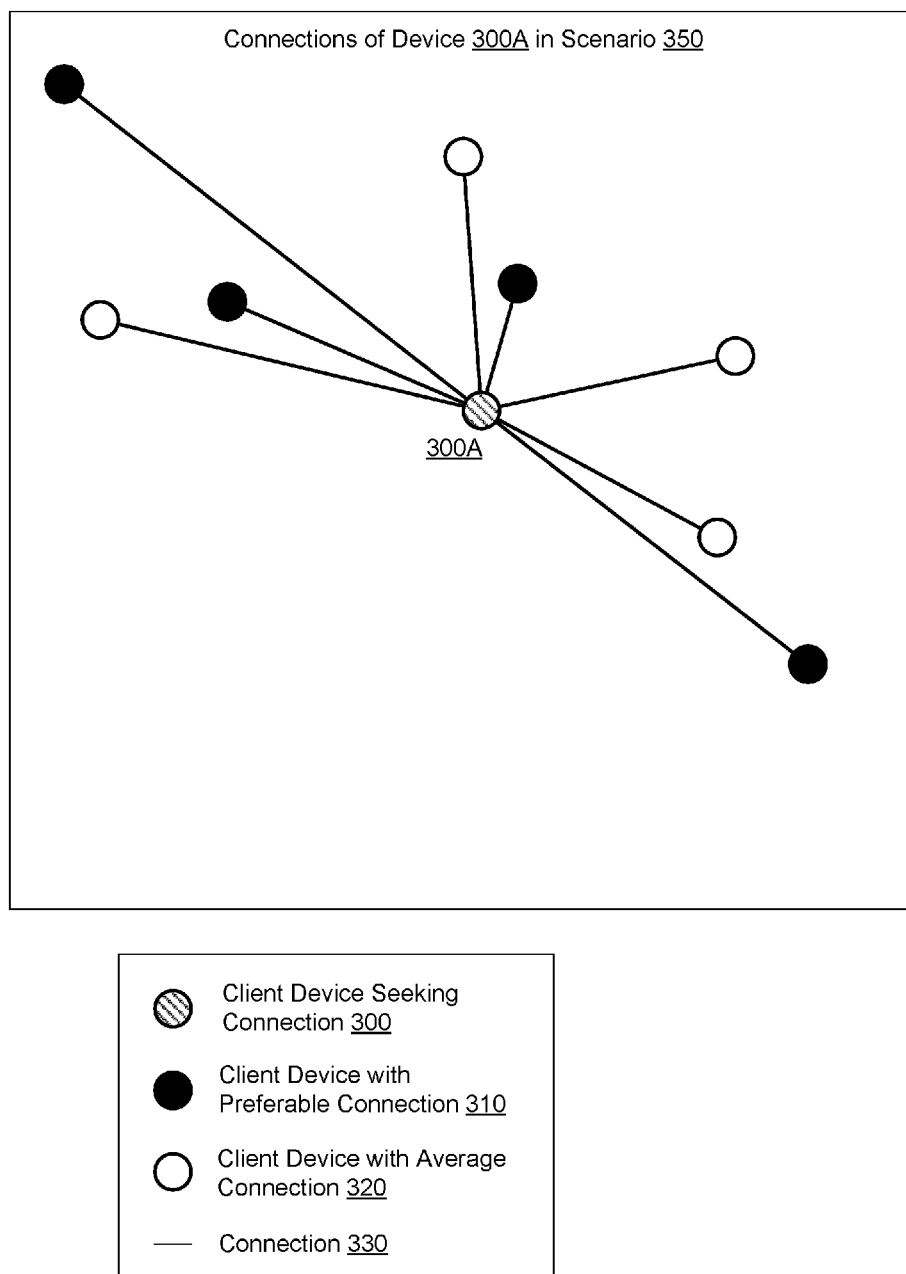 Connections of Device 300A in Scenario 350
300A
Client Device Seeking
Connection 300
Client Device with
Preferable Connection 310
Client Device with Average
Connection 320
Connection 330